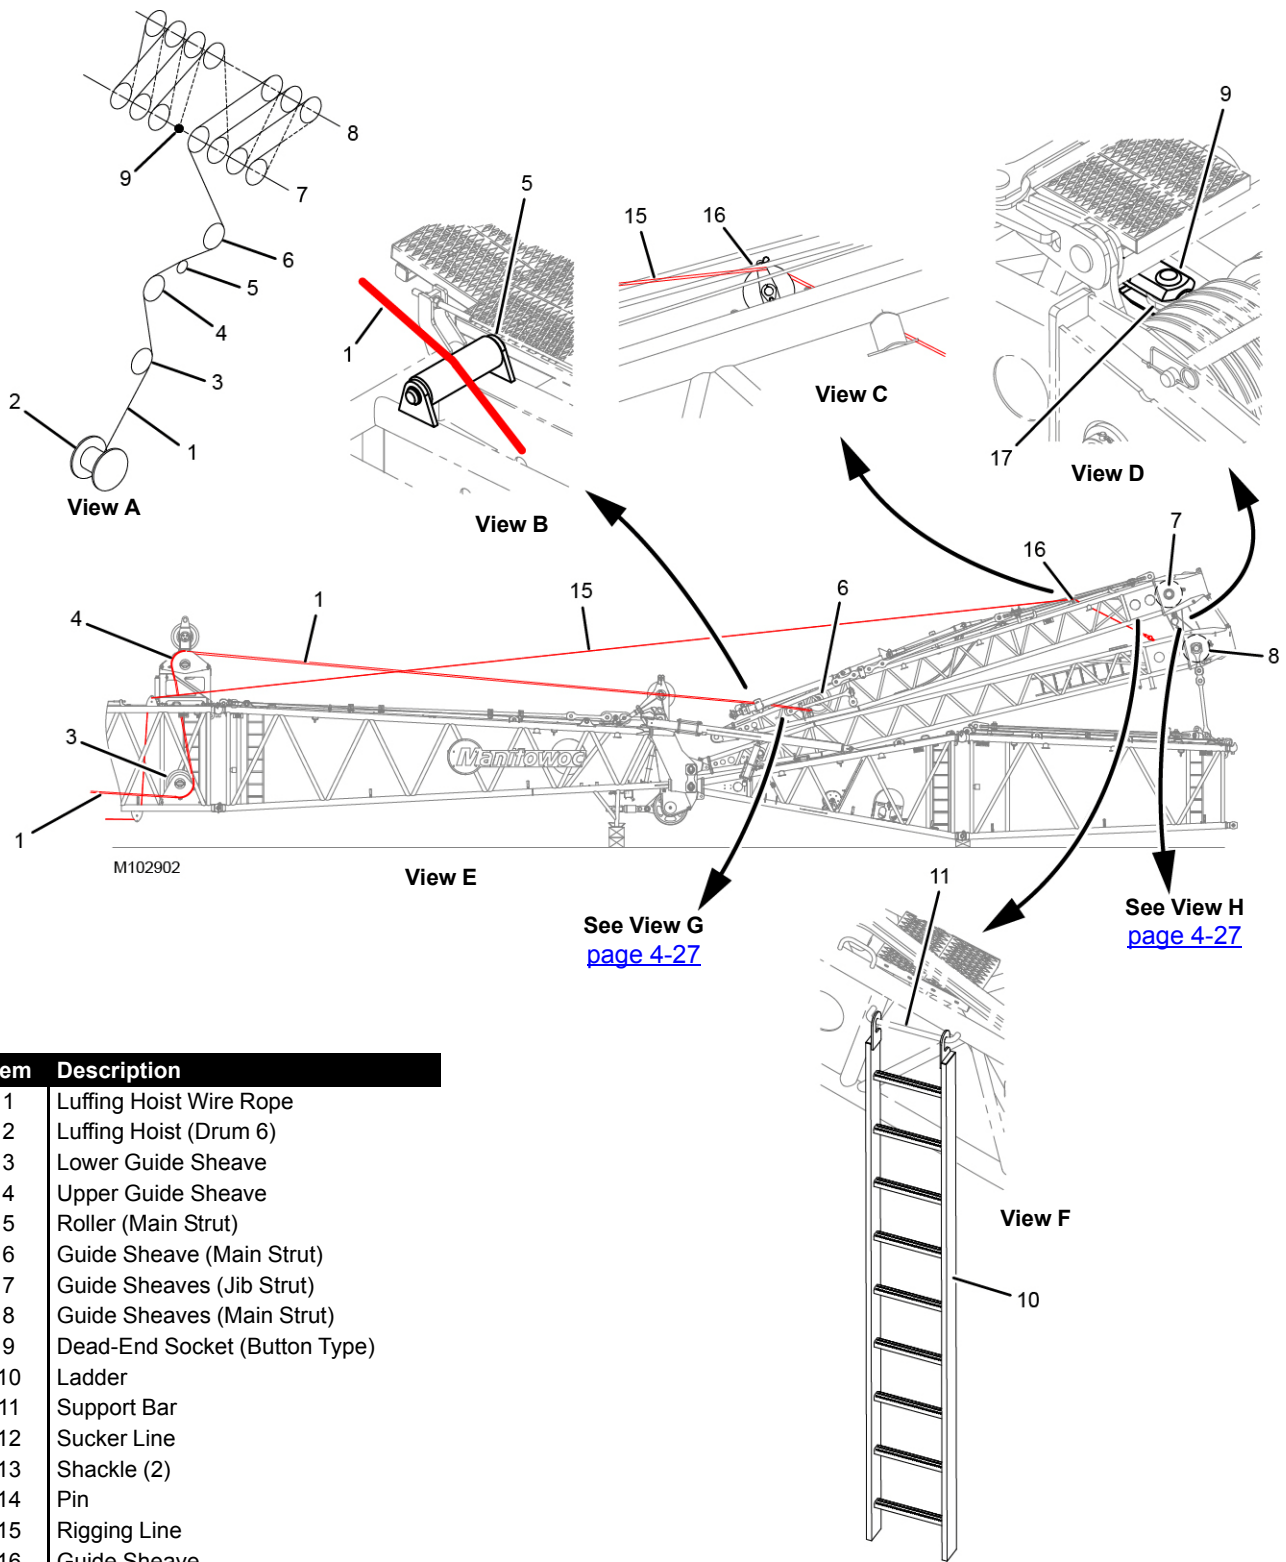 8
9
7
6
5
4
3
2
1
View A
5
1
View B
15
16
View C
9
17
View D
4
1
15
16
6
7
8
3
1
Manitowoc
M102902
View E
See View G
page 4-27
See View H
page 4-27
11
10
View F
em Description
1 Luffing Hoist Wire Rope
2 Luffing Hoist (Drum 6)
3 Lower Guide Sheave
4 Upper Guide Sheave
5 Roller (Main Strut)
6 Guide Sheave (Main Strut)
7 Guide Sheaves (Jib Strut)
8 Guide Sheaves (Main Strut)
9 Dead-End Socket (Button Type)
10 Ladder
11 Support Bar
12 Sucker Line
13 Shackle (2)
14 Pin
15 Rigging Line
16 Guide Sheave